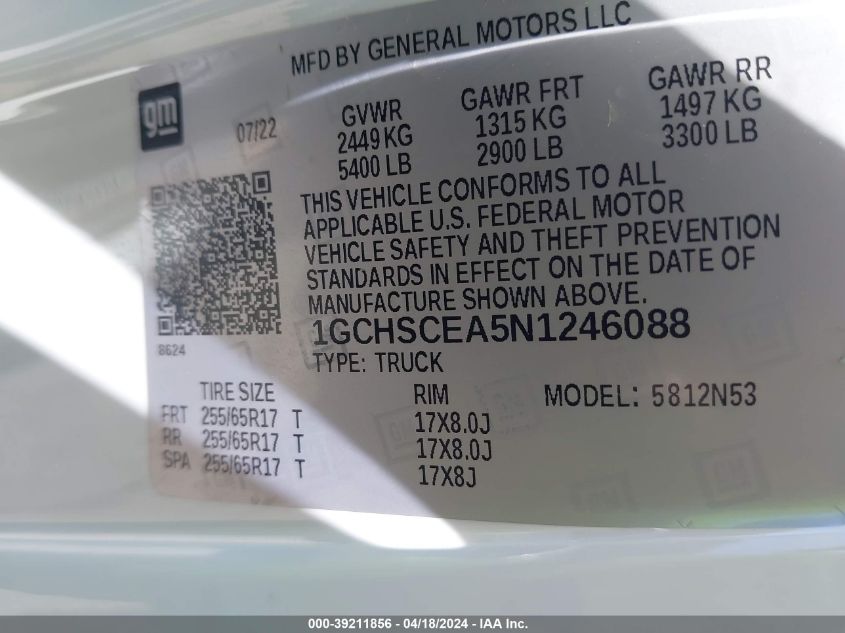 MFD BY GENERAL MOTORS LLC
gm
07/22
GVWR
2449 KG
5400 LB
GAWR FRT
1315 KG
2900 LB
GAWR RR
1497 KG
3300 LB
THIS VEHICLE CONFORMS TO ALL
APPLICABLE U.S. FEDERAL MOTOR
VEHICLE SAFETY AND THEFT PREVENTION
STANDARDS IN EFFECT ON THE DATE OF
MANUFACTURE SHOWN ABOVE.
1GCHSCEA5N1246088
8624
TYPE: TRUCK
TIRE SIZE
RIM
MODEL: 5812N53
FRT 255/65R17 T 17X8.0J
RR 255/65R17 T 17X8.0J
SPA 255/65R17 T 17X8J
000-39211856 / 04/18/2024 - IAA Inc.